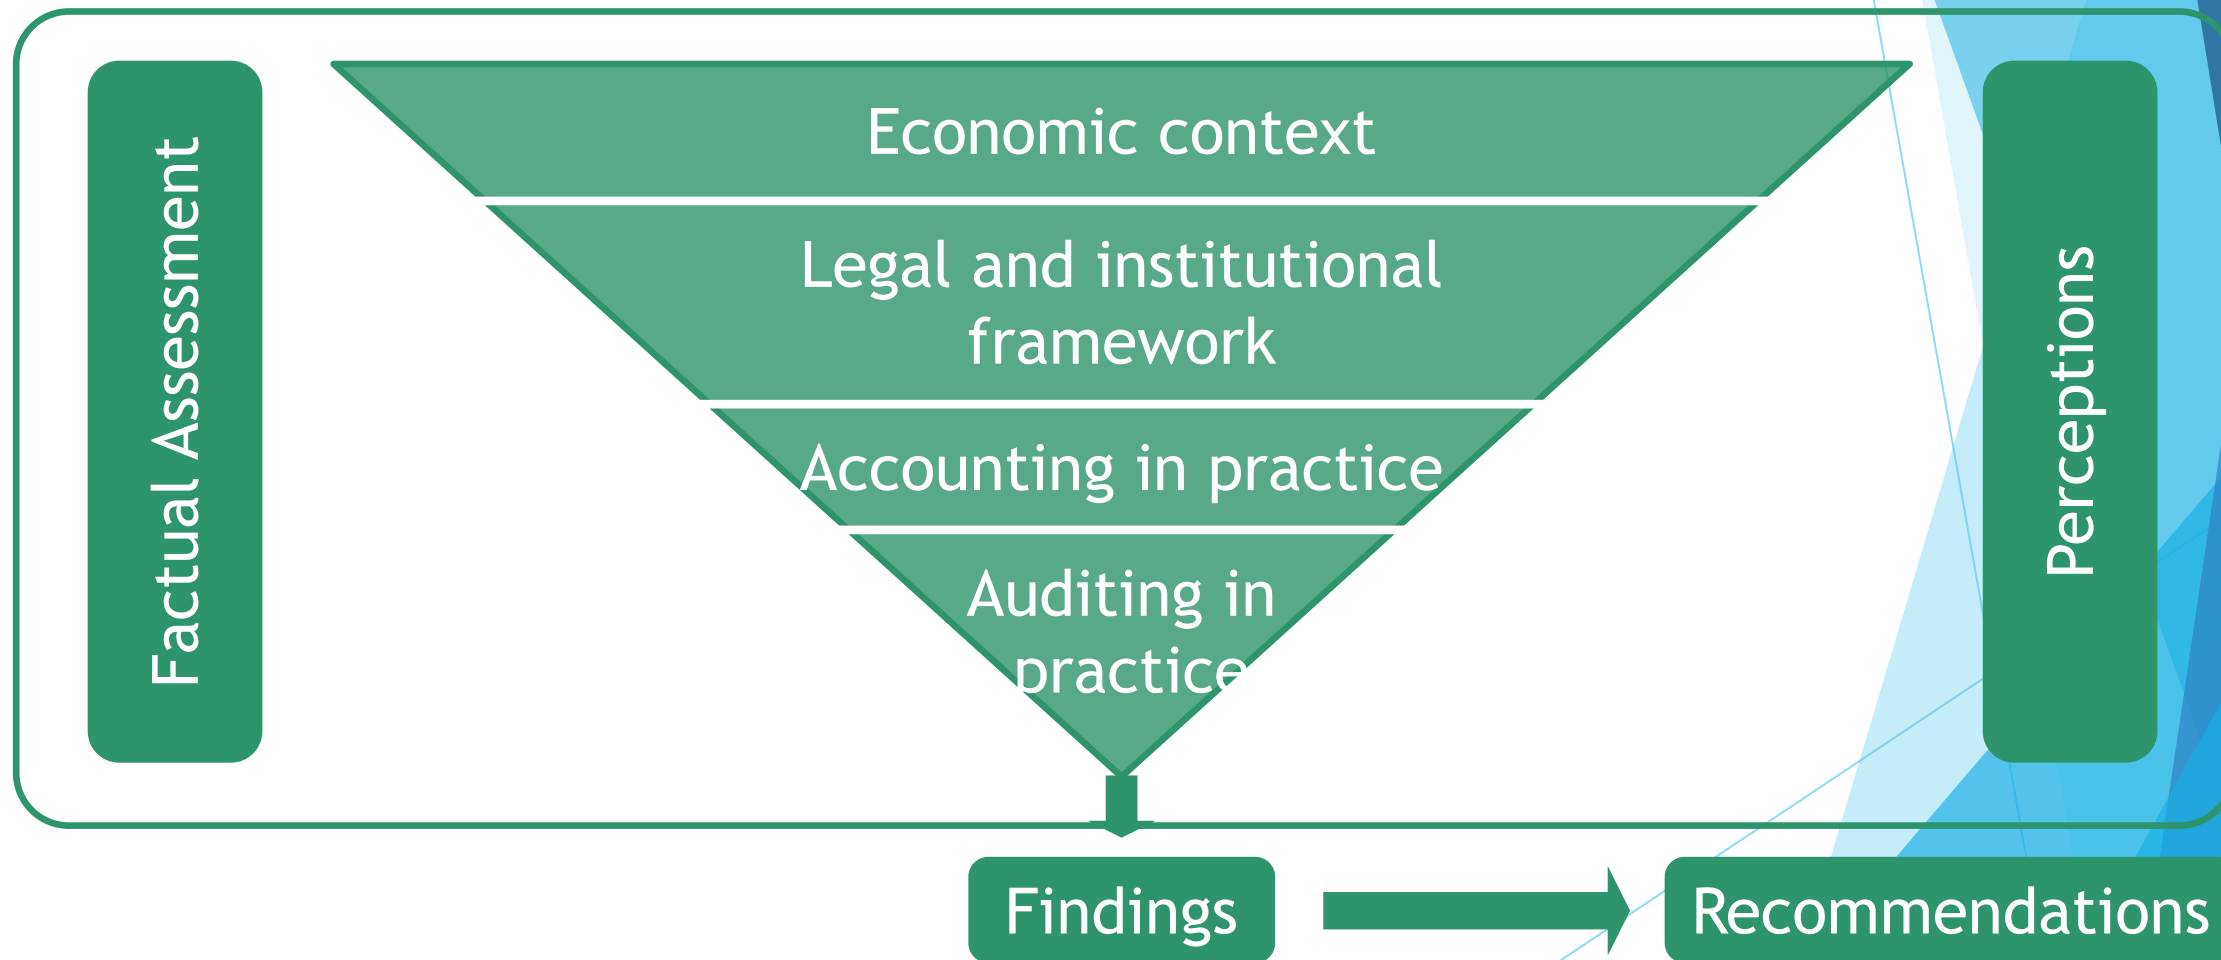 Factual Assessment
Economic context
Legal and institutional
framework
Accounting in practice
Auditing in
practice
Perceptions
Findings
Recommendations